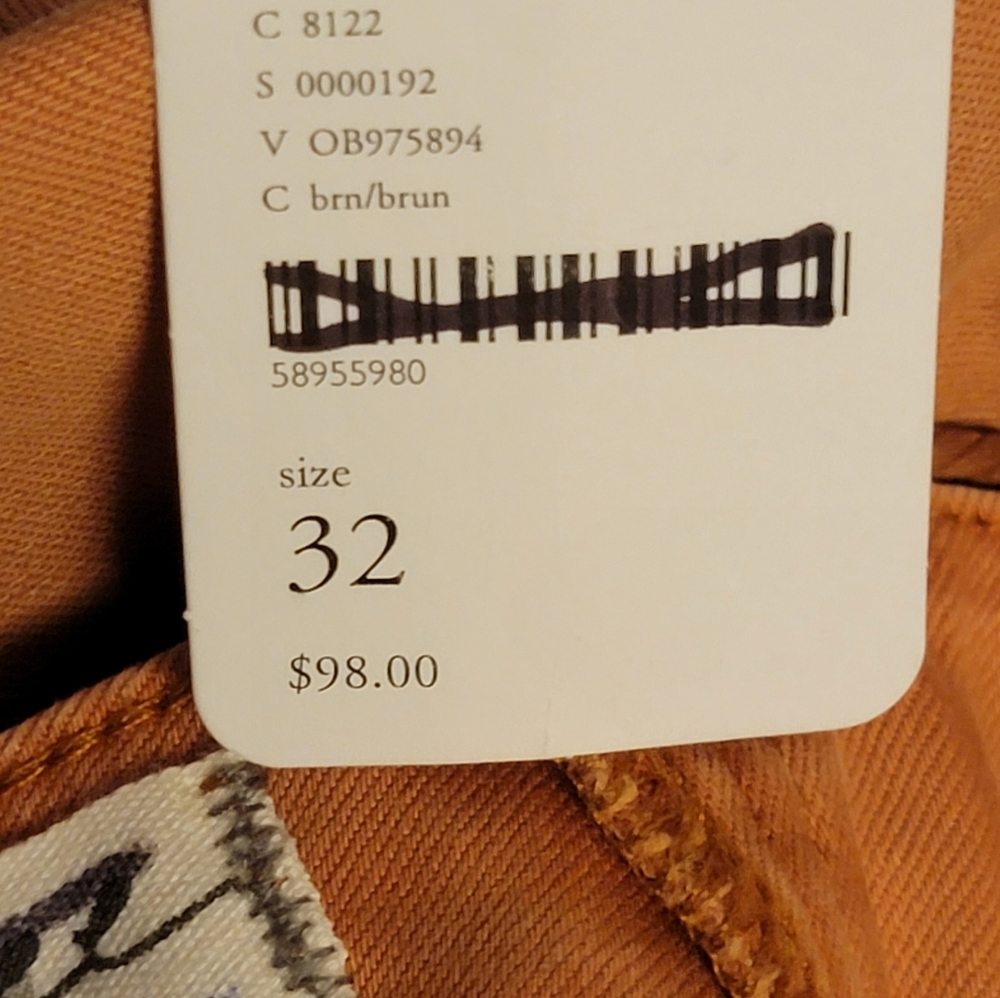 C 8122
S 0000192
V OB975894
C brn/brun
58955980
size
32
$98.00